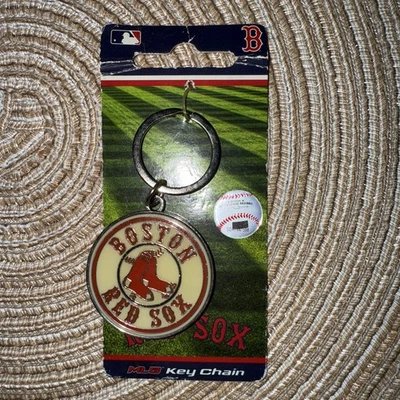 B
BOSTON
RED SOX
SOX
MLB Key Chain